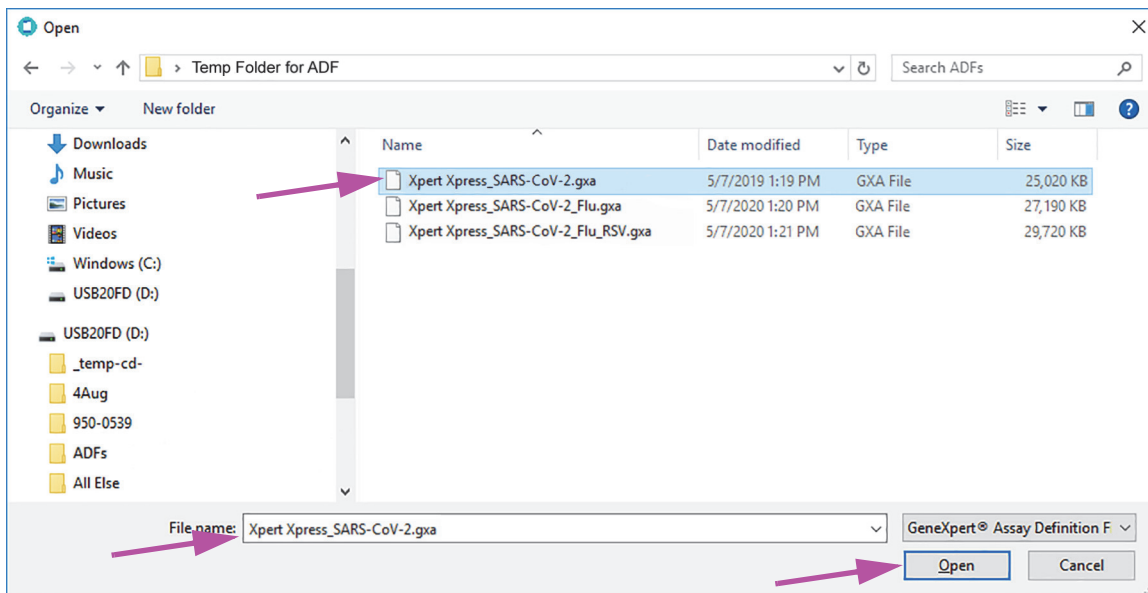 Open
Temp Folder for ADF
Search ADFs
Organize
New folder
Downloads
Music
Pictures
Videos
Windows (C:)
USB20FD (D:)
USB20FD (D:)
_temp-cd-
4Aug
950-0539
ADFs
All Else
Name Date modified Type Size
Xpert Xpress_SARS-CoV-2.gxa 5/7/2019 1:19 PM GXA File 25,020 KB
Xpert Xpress_SARS-CoV-2_Flu.gxa 5/7/2020 1:20 PM GXA File 27,190 KB
Xpert Xpress_SARS-CoV-2_Flu_RSV.gxa 5/7/2020 1:21 PM GXA File 29,720 KB
File name: Xpert Xpress_SARS-CoV-2.gxa
GeneXpert® Assay Definition F
Open
Cancel